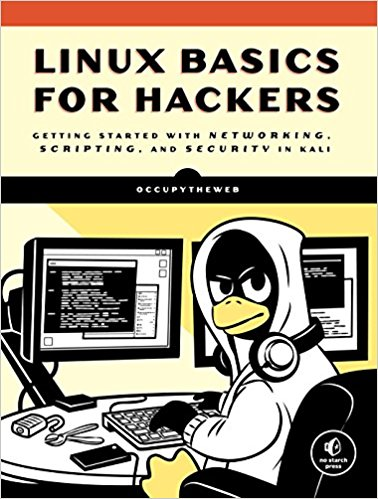 LINUX BASICS
FOR HACKERS
GETTING STARTED WITH NETWORKING,
SCRIPTING, AND SECURITY IN KALI
OCCUPYTHEWEB
no starch
press